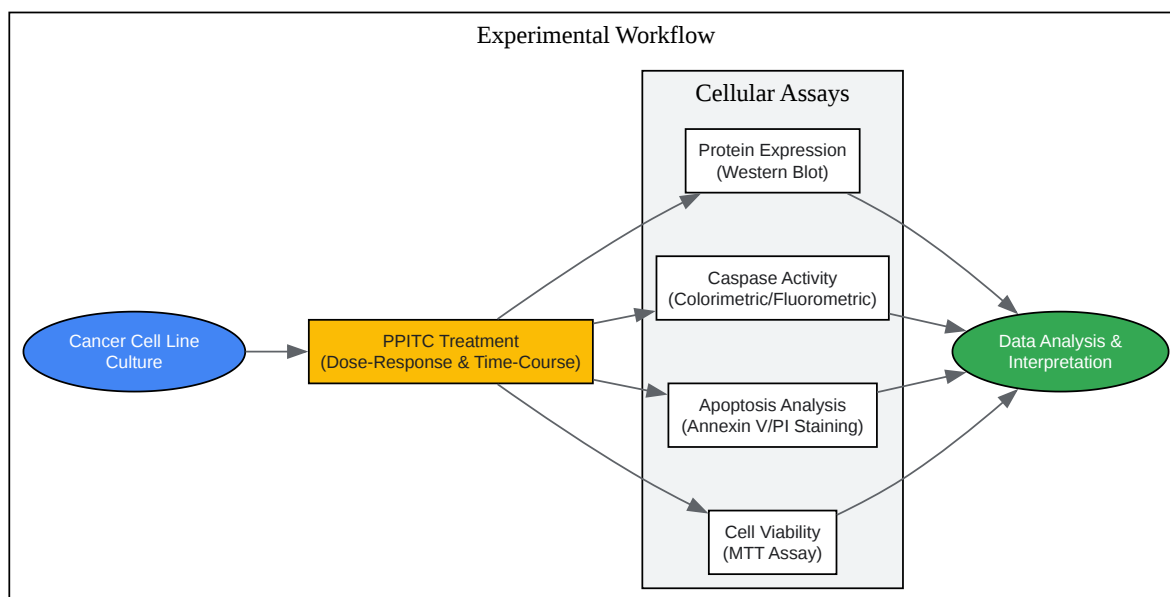 Experimental Workflow
Cellular Assays
Protein Expression
(Western Blot)
Caspase Activity
(Colorimetric/Fluorometric)
Cancer Cell Line
Culture
PPITC Treatment
(Dose-Response & Time-Course)
Data Analysis &
Interpretation
Apoptosis Analysis
(Annexin V/PI Staining)
Cell Viability
(MTT Assay)